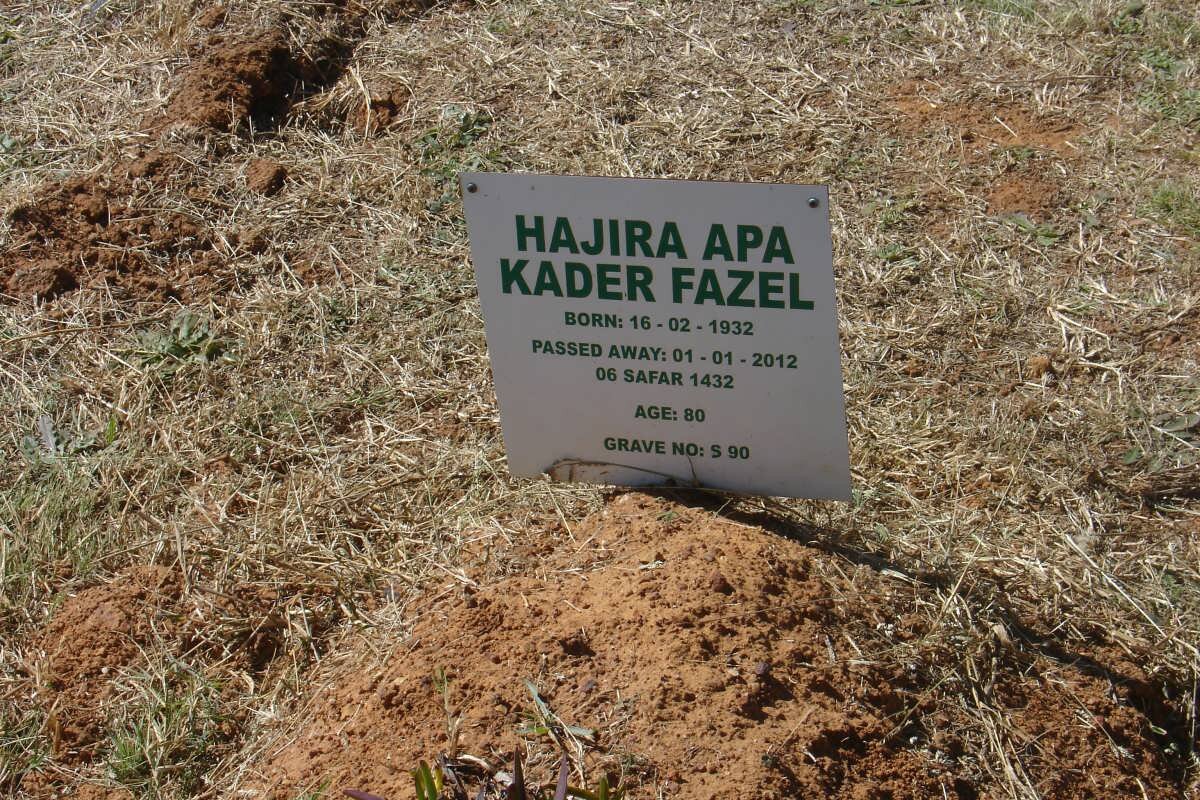 HAJIRA APA
KADER FAZEL
BORN: 16 - 02 - 1932
PASSED AWAY: 01 - 01 - 2012
06 SAFAR 1432
AGE: 80
GRAVE NO: S 90